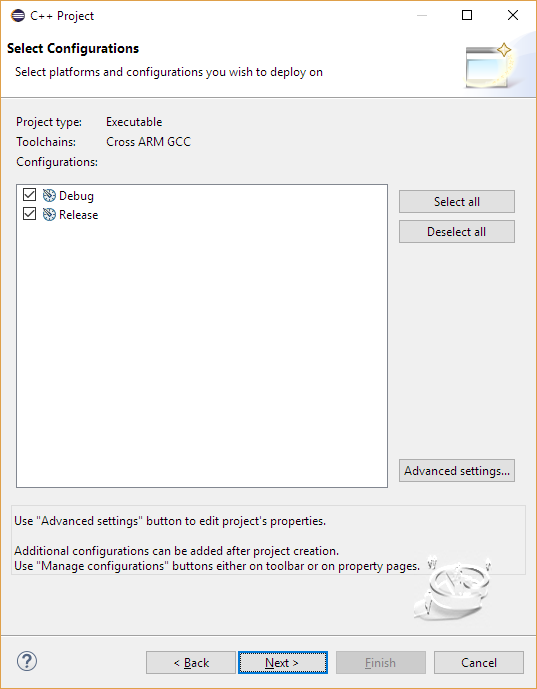 C++ Project
Select Configurations
Select platforms and configurations you wish to deploy on
Project type: Executable
Toolchains: Cross ARM GCC
Configurations:
Debug
Release
Select all
Deselect all
Advanced settings...
Use "Advanced settings" button to edit project's properties.
Additional configurations can be added after project creation.
Use "Manage configurations" buttons either on toolbar or on property pages.
? < Back Next > Finish Cancel